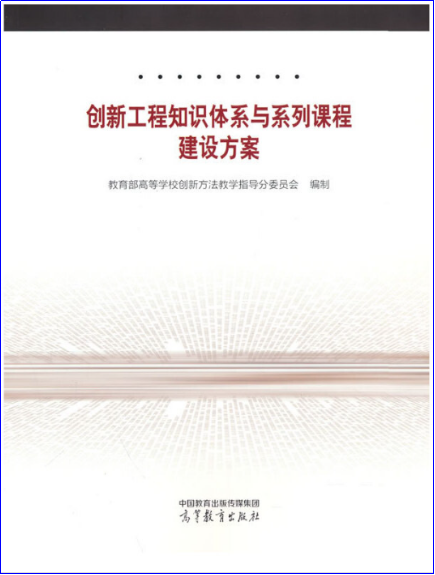 创新工程知识体系与系列课程
建设方案
教育部高等学校创新方法教学指导分委员会 编制
中国教育出版传媒集团
高等教育出版社